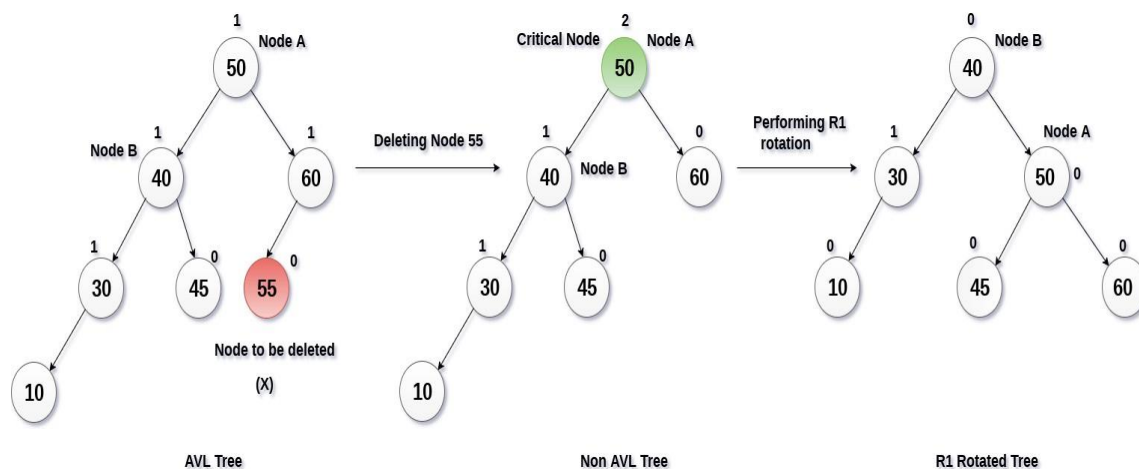 1
Node A
50
1
Node B
40
1
60
1
30
0
45
0
55
Node to be deleted
(X)
10
AVL Tree
Deleting Node 55
2
Critical Node
Node A
50
1
40
Node B
0
60
1
30
0
45
10
Non AVL Tree
Performing R1
rotation
0
Node B
40
1
30
Node A
50
0
0
10
0
45
0
60
R1 Rotated Tree